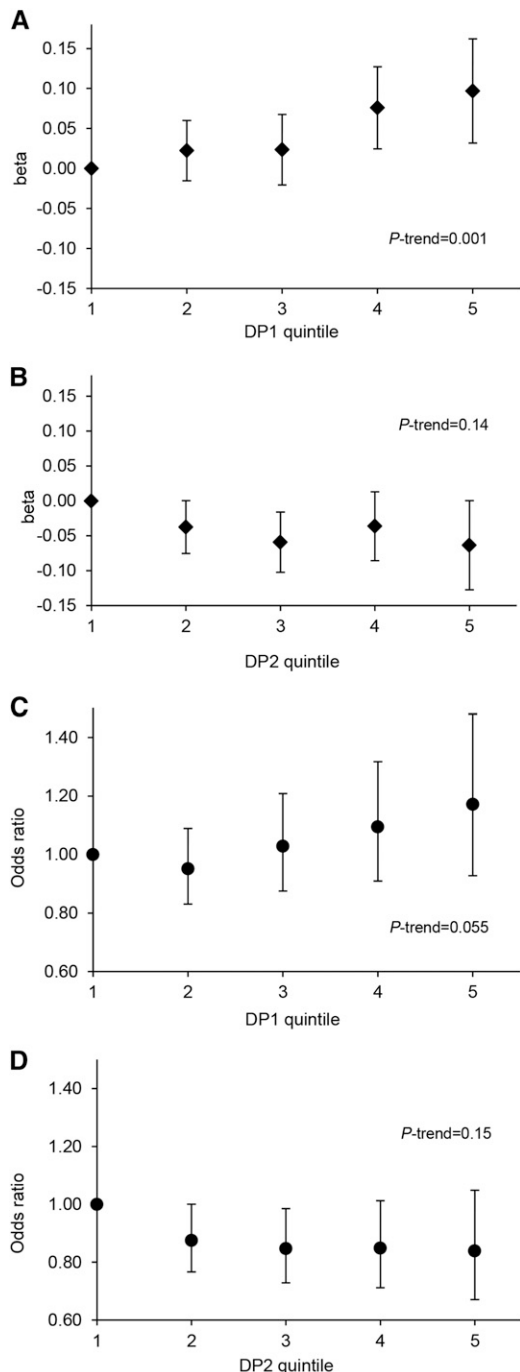 A
0.15
0.10
0.05
0.00
-0.05
-0.10
-0.15
beta
P-trend=0.001
1 2 3 4 5
DP1 quintile
B
0.15
0.10
0.05
0.00
-0.05
-0.10
-0.15
beta
P-trend=0.14
1 2 3 4 5
DP2 quintile
C
1.40
1.20
1.00
0.80
0.60
Odds ratio
P-trend=0.055
1 2 3 4 5
DP1 quintile
D
1.40
1.20
1.00
0.80
0.60
Odds ratio
P-trend=0.15
1 2 3 4 5
DP2 quintile